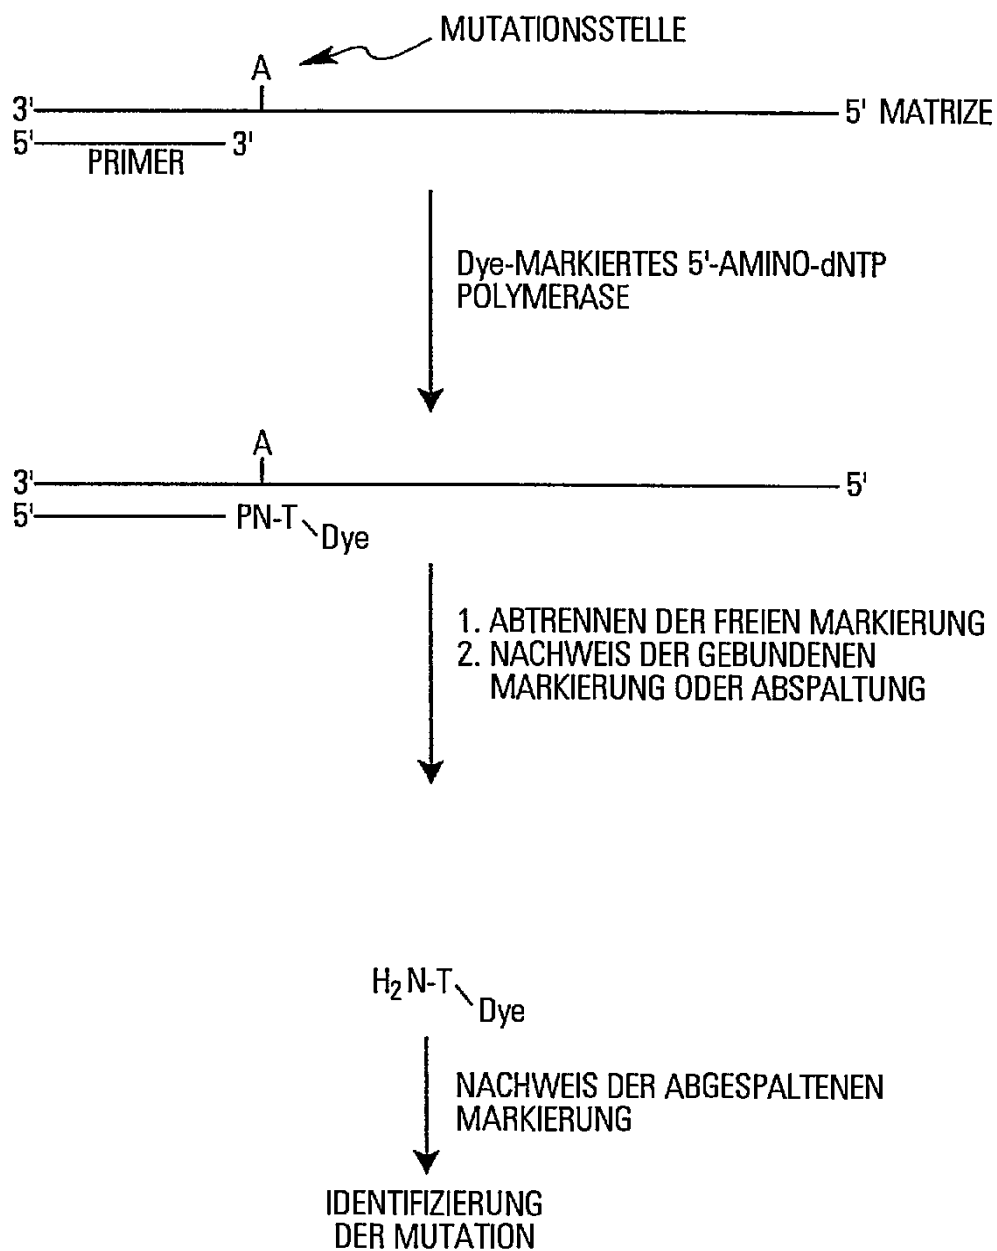 MUTATIONSSTELLE
A
3' 5' MATRIZE
5' 3'
PRIMER
Dye-MARKIERTES 5'-AMINO-dNTP
POLYMERASE
A
3' 5'
5' PN-T
Dye
1. ABTRENNEN DER FREIEN MARKIERUNG
2. NACHWEIS DER GEBUNDENEN
MARKIERUNG ODER ABSPALTUNG
H₂N-T
Dye
NACHWEIS DER ABGESPALTENEN
MARKIERUNG
IDENTIFIZIERUNG
DER MUTATION